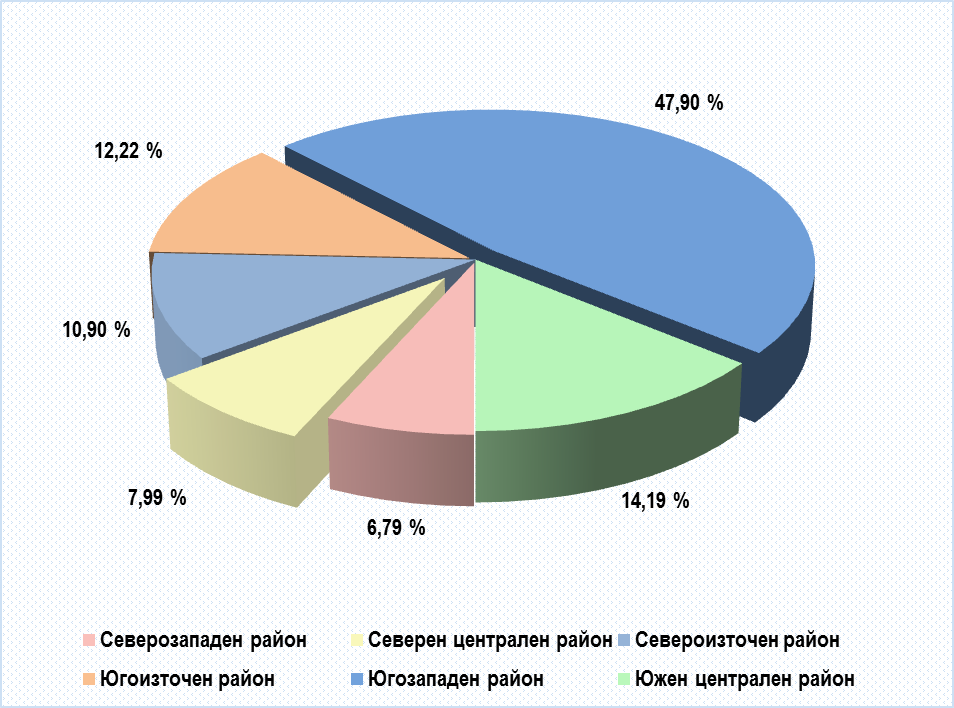 47,90 %
12,22 %
10,90 %
7,99 %
14,19 %
6,79 %
Северозападен район
Северен централен район
Североизточен район
Югоизточен район
Югозападен район
Южен централен район